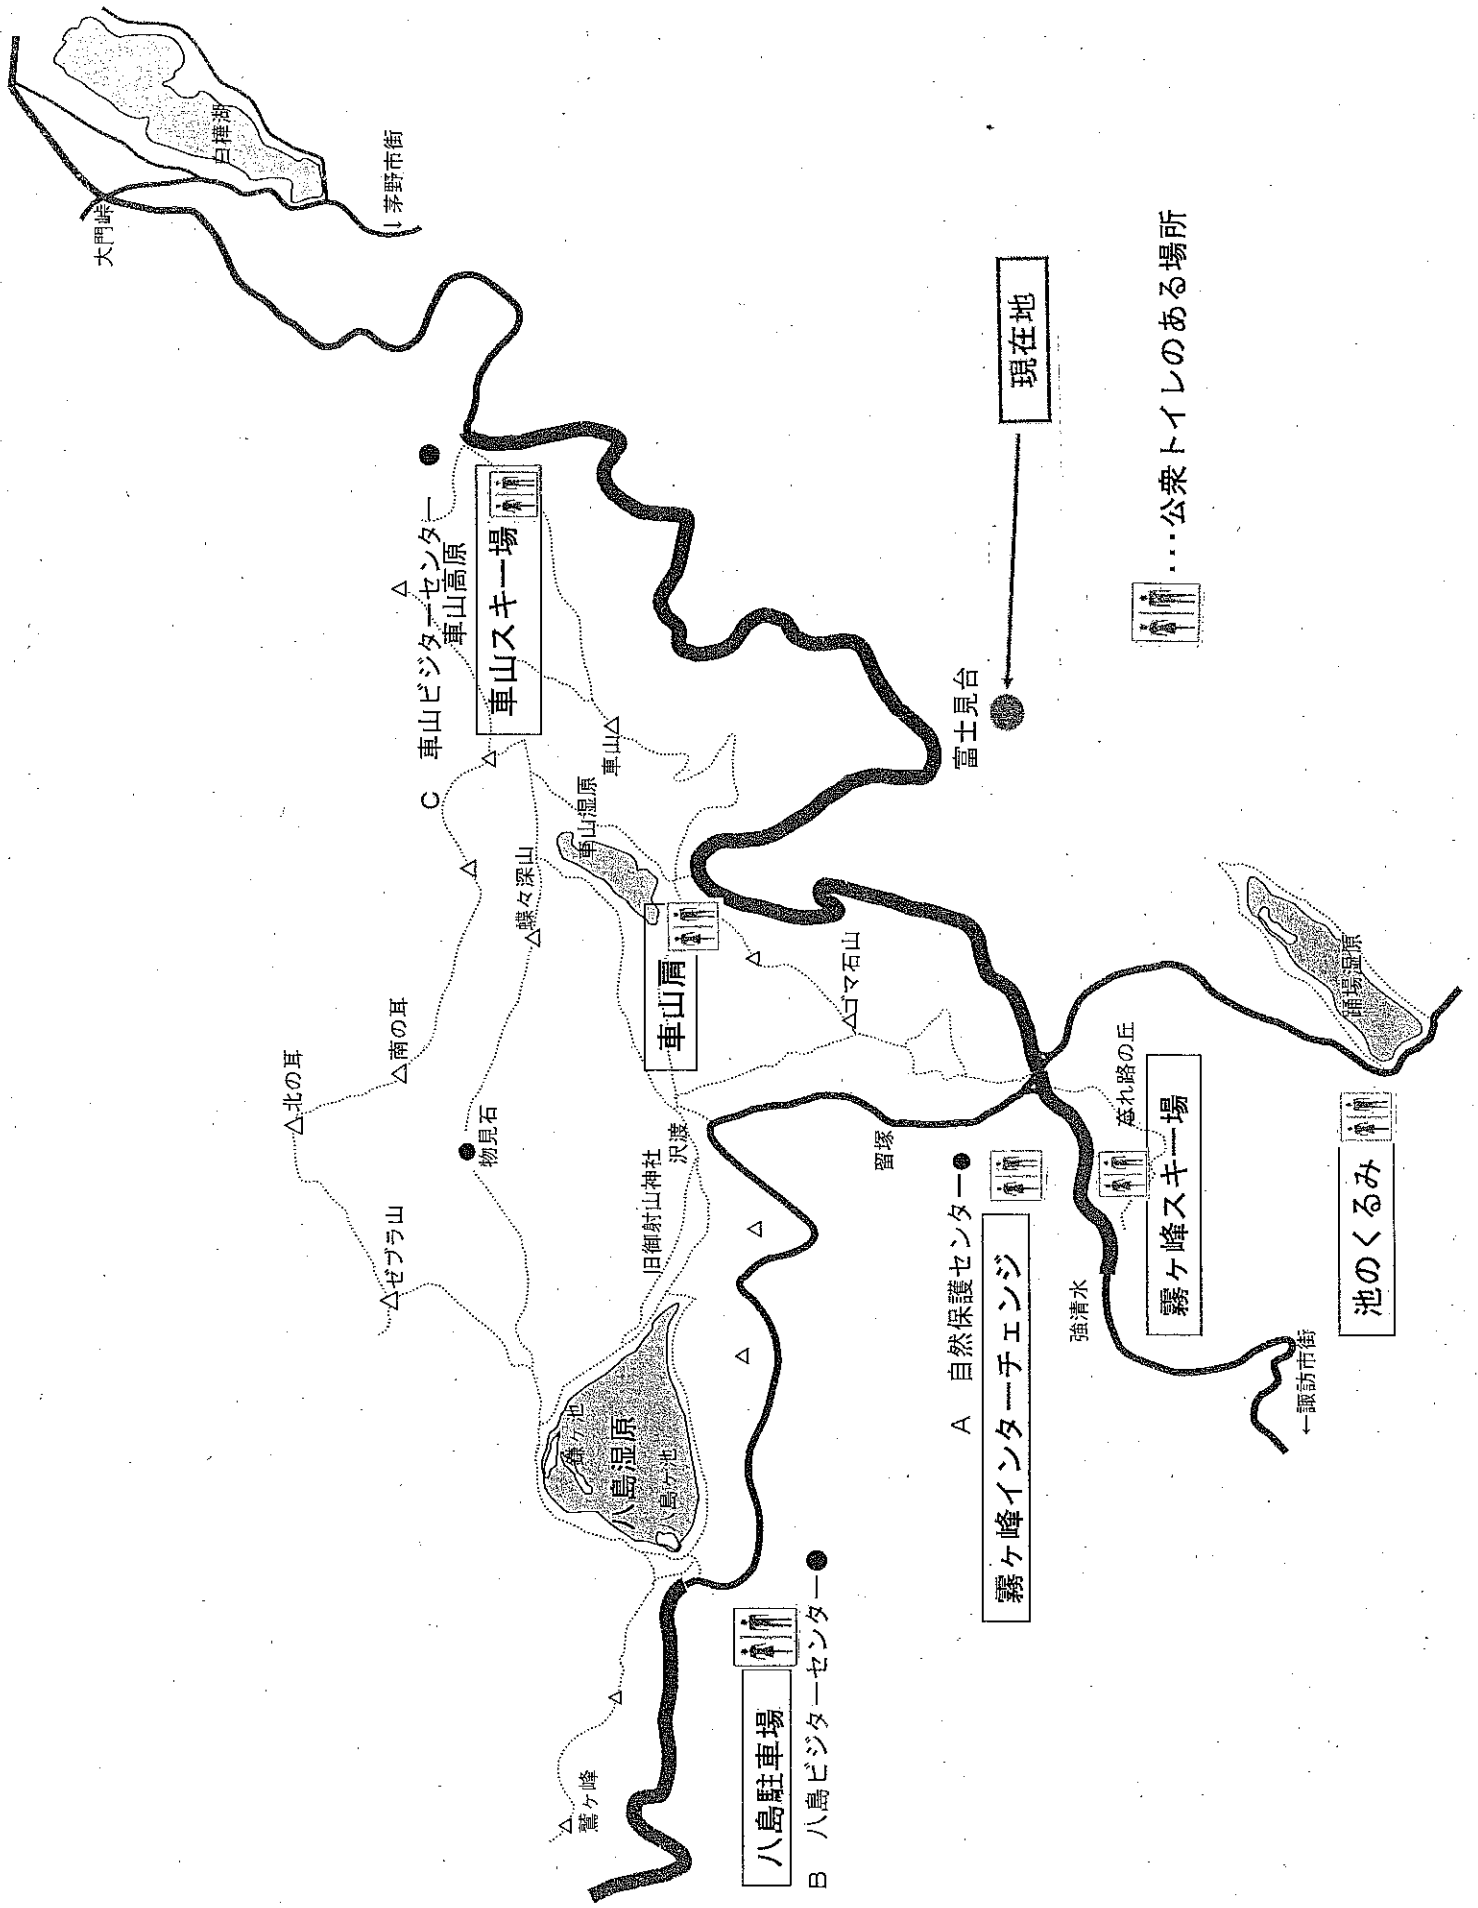 北の耳
ゼブラ山
南の耳
物見石
C 車山ビジターセンター
車山高原
車山スキー場
大門峠
白樺湖
↓茅野市街
蝶々深山
車山湿原
車山
鷲ヶ峰
八島湿原
鎌ヶ池
八島ヶ池
旧御射山神社
沢渡
車山肩
八島駐車場
B 八島ビジターセンター
ゴマ石山
留塚
富士見台
現在地
A 自然保護センター
霧ヶ峰インターチェンジ
強清水
忘れ路の丘
霧ヶ峰スキー場
・・・公衆トイレのある場所
踊場湿原
←諏訪市街
池のくるみ